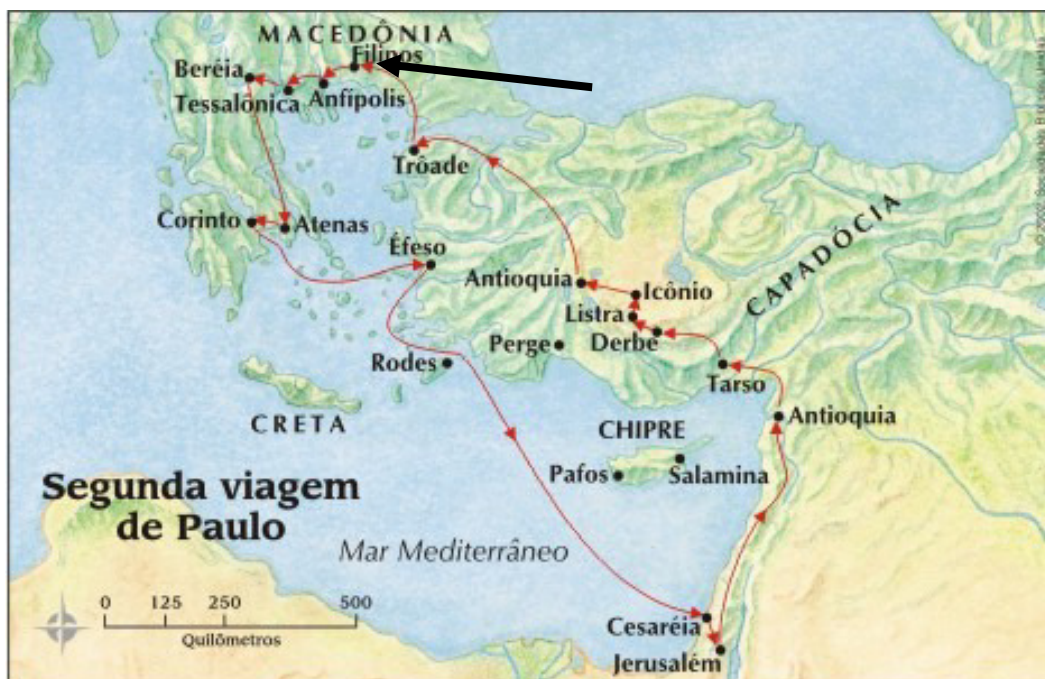 MACEDÔNIA
Filipos
Beréia
Tessalônica
Anfípolis
Trôade
Corinto
Atenas
Éfeso
Antioquia
Icônio
CAPADÓCIA
Listra
Derbe
Perge
Rodes
Tarso
Antioquia
CRETA
CHIPRE
Pafos
Salamina
Segunda viagem
de Paulo
Mar Mediterrâneo
0 125 250 500
Quilômetros
Cesaréia
Jerusalém